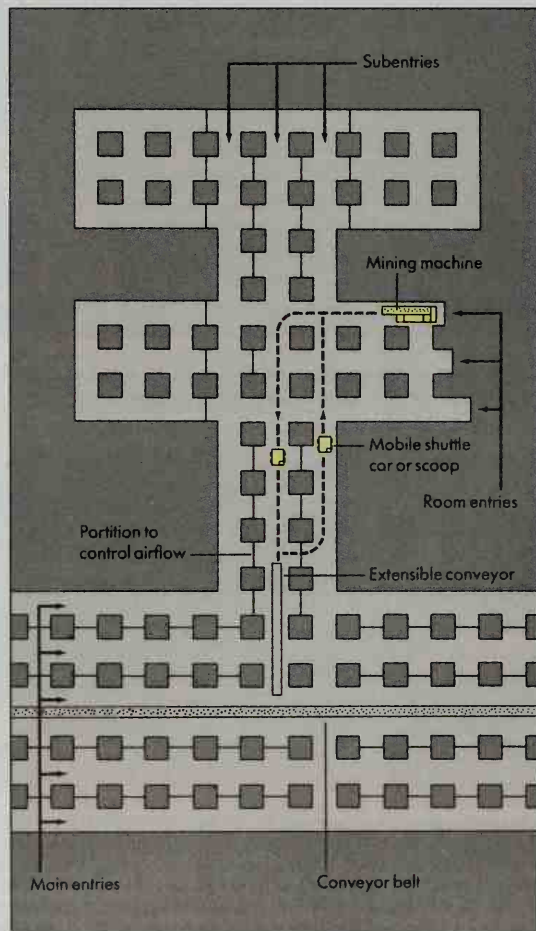 Subentries
Mining machine
Mobile shuttle
car or scoop
Room entries
Partition to
control airflow
Extensible conveyor
Main entries
Conveyor belt